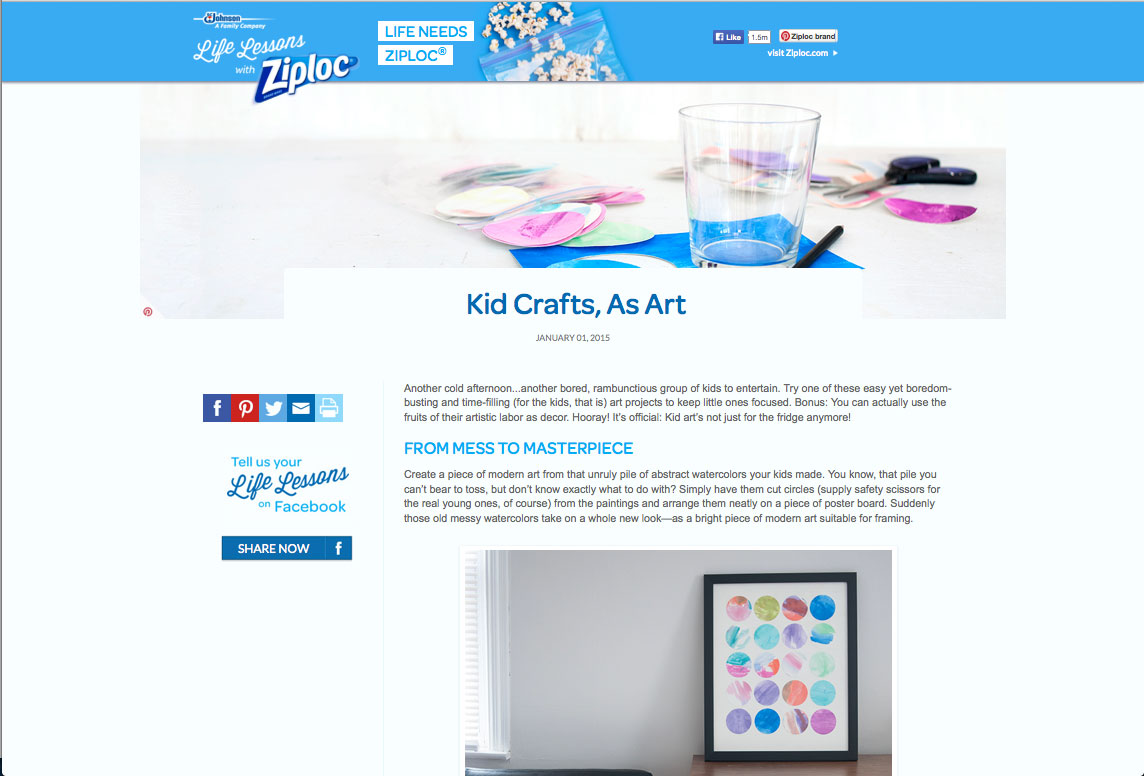 SC Johnson
A Family Company
Life Lessons
with Ziploc®
LIFE NEEDS
ZIPLOC®
Like 1.5m
Ziploc brand
visit Ziploc.com
Kid Crafts, As Art
JANUARY 01, 2015
Another cold afternoon...another bored, rambunctious group of kids to entertain. Try one of these easy yet boredom-
busting and time-filling (for the kids, that is) art projects to keep little ones focused. Bonus: You can actually use the
fruits of their artistic labor as decor. Hooray! It's official: Kid art's not just for the fridge anymore!
FROM MESS TO MASTERPIECE
Create a piece of modern art from that unruly pile of abstract watercolors your kids made. You know, that pile you
can't bear to toss, but don't know exactly what to do with? Simply have them cut circles (supply safety scissors for
the real young ones, of course) from the paintings and arrange them neatly on a piece of poster board. Suddenly
those old messy watercolors take on a whole new look—as a bright piece of modern art suitable for framing.
Tell us your
Life Lessons
on Facebook
SHARE NOW